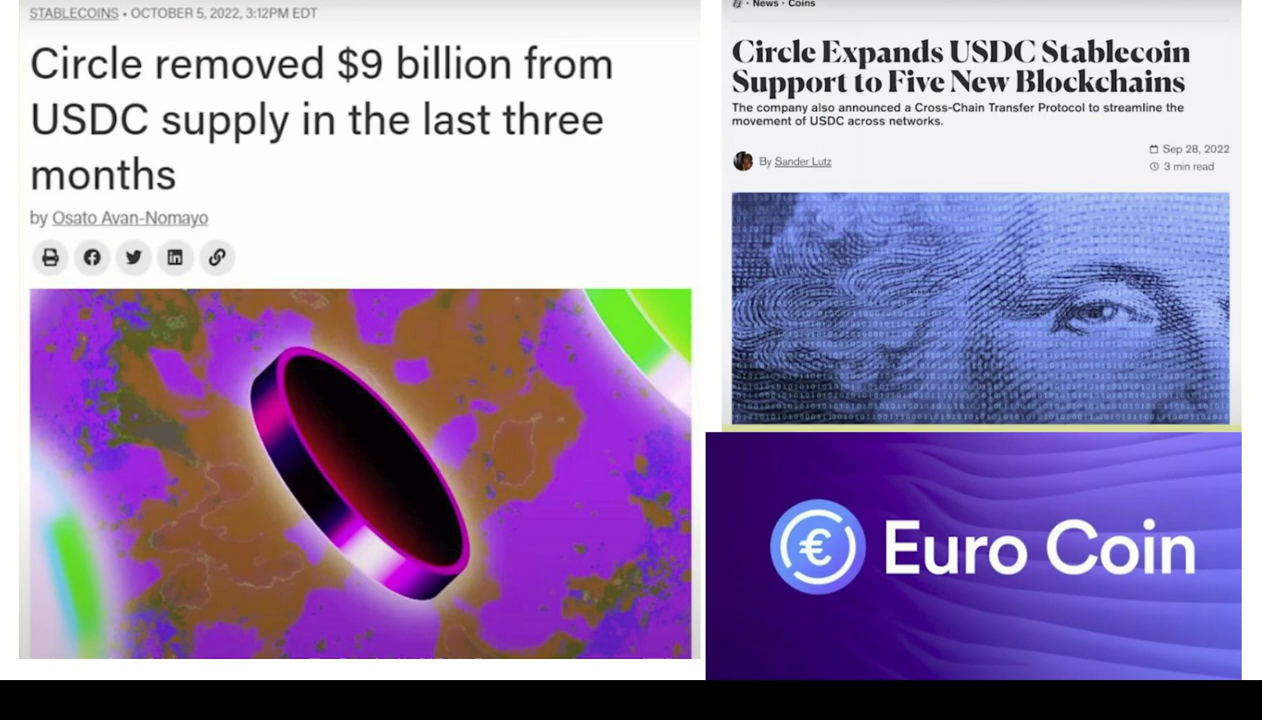 STABLECOINS • OCTOBER 5, 2022, 3:12PM EDT
Circle removed $9 billion from
USDC supply in the last three
months
by Osato Avan-Nomayo
· News · Coins
Circle Expands USDC Stablecoin
Support to Five New Blockchains
The company also announced a Cross-Chain Transfer Protocol to streamline the
movement of USDC across networks.
By Sander Lutz
Sep 28, 2022
3 min read
€ Euro Coin